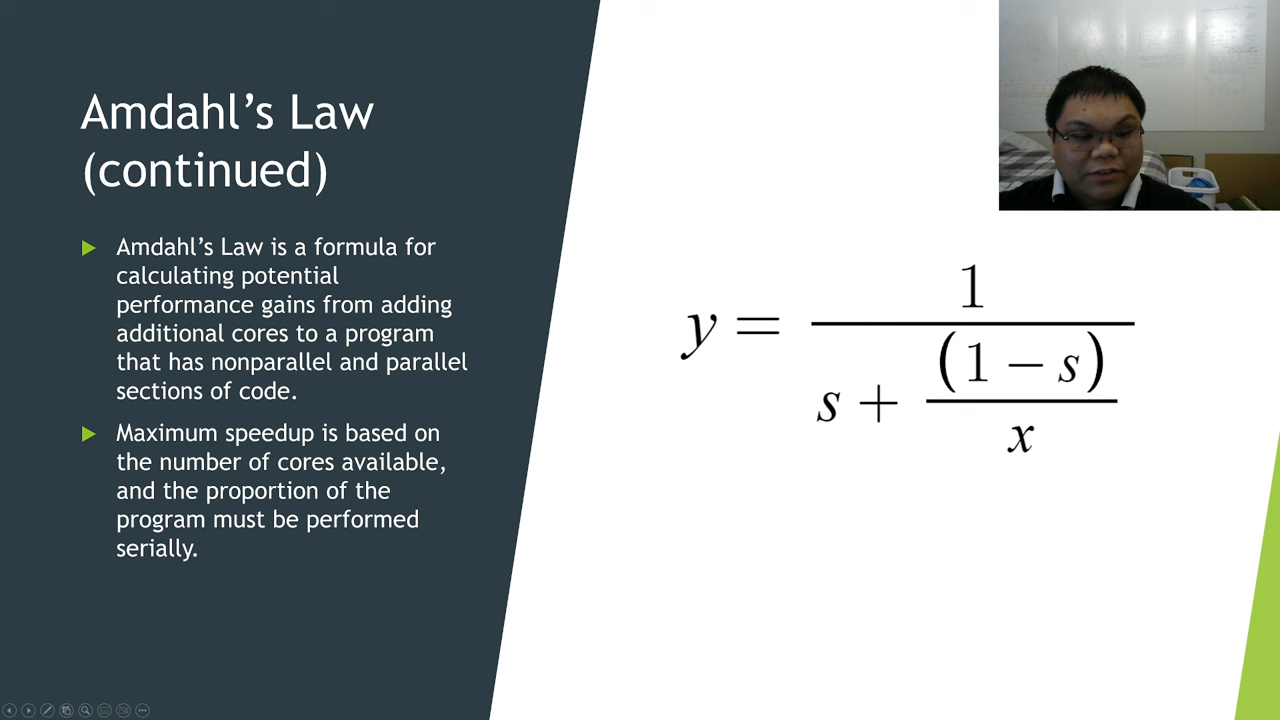 Amdahl’s Law
(continued)
Amdahl’s Law is a formula for
calculating potential
performance gains from adding
additional cores to a program
that has nonparallel and parallel
sections of code.
Maximum speedup is based on
the number of cores available,
and the proportion of the
program must be performed
serially.
y = 1 / (s + (1 − s) / x)